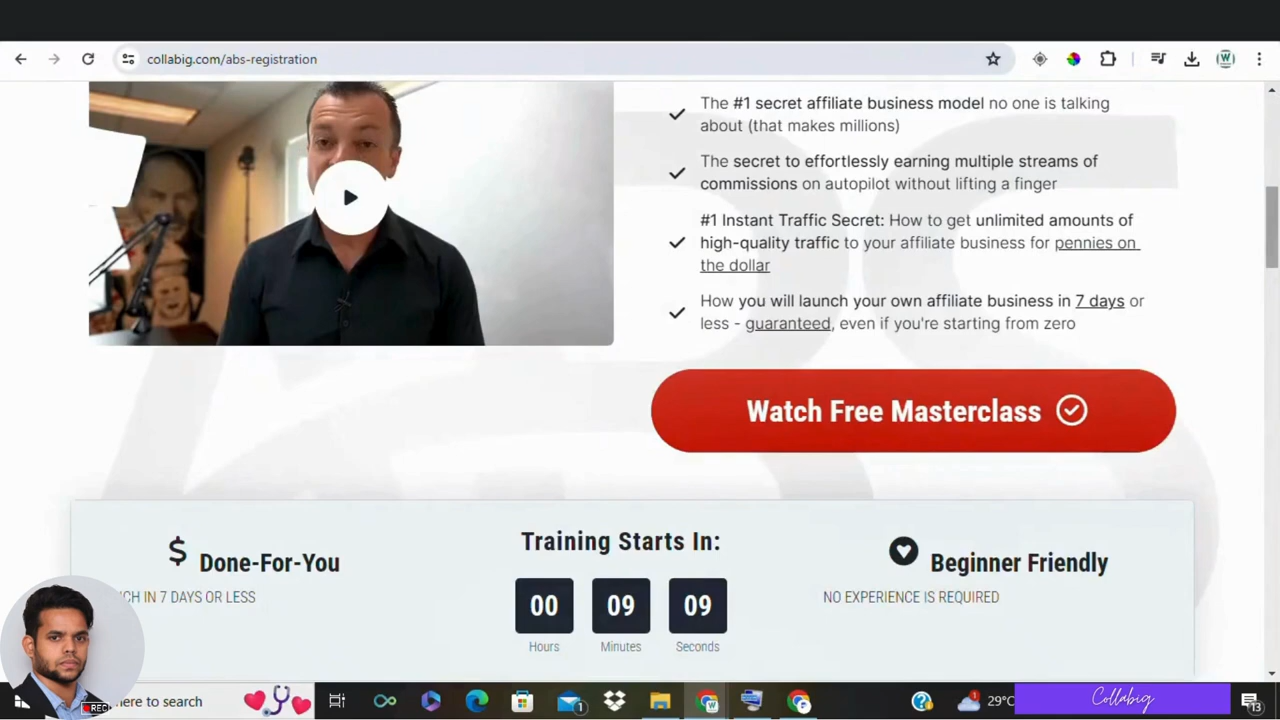 collabig.com/abs-registration
The #1 secret affiliate business model no one is talking
about (that makes millions)
The secret to effortlessly earning multiple streams of
commissions on autopilot without lifting a finger
#1 Instant Traffic Secret: How to get unlimited amounts of
high-quality traffic to your affiliate business for pennies on
the dollar
How you will launch your own affiliate business in 7 days or
less - guaranteed, even if you're starting from zero
Watch Free Masterclass
Done-For-You
IN 7 DAYS OR LESS
Training Starts In:
00 09 09
Hours Minutes Seconds
Beginner Friendly
NO EXPERIENCE IS REQUIRED
REC
here to search
1
1
29°C
Collabig
13